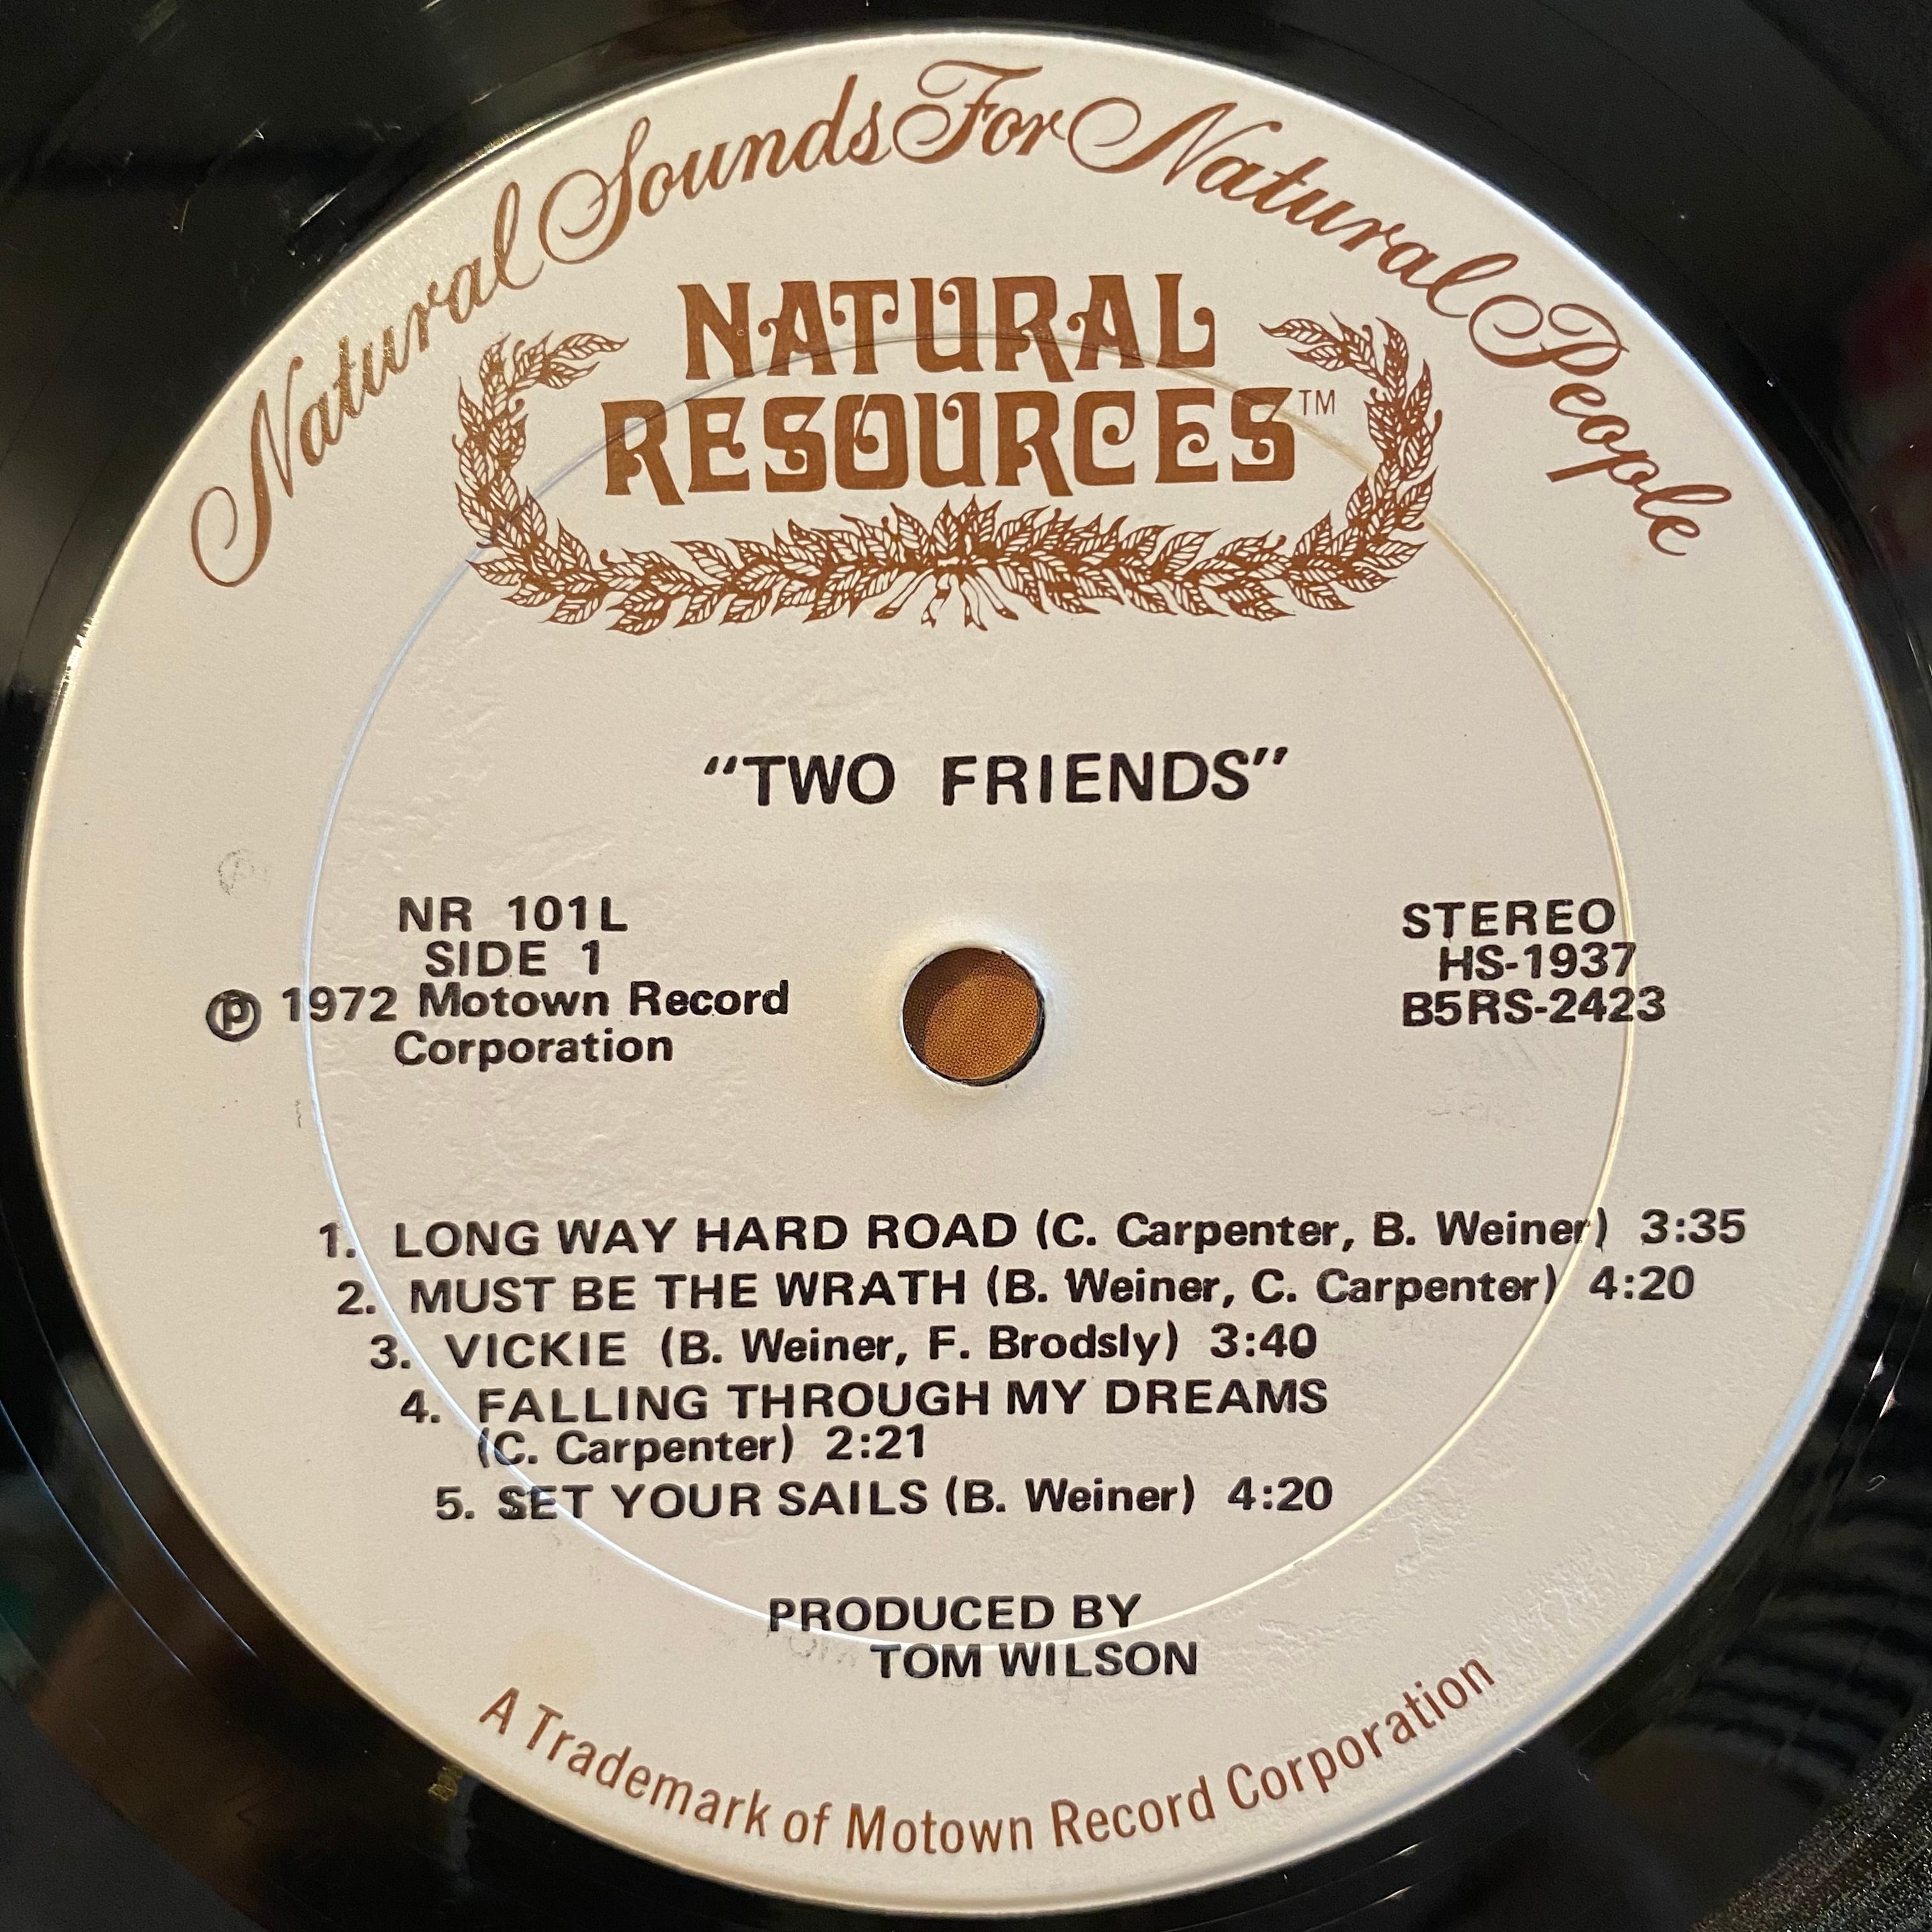 Natural Sounds For Natural People
NATURAL
RESOURCES™
“TWO FRIENDS”
NR 101L
SIDE 1
℗ 1972 Motown Record
Corporation
STEREO
HS-1937
B5RS-2423
1. LONG WAY HARD ROAD (C. Carpenter, B. Weiner) 3:35
2. MUST BE THE WRATH (B. Weiner, C. Carpenter) 4:20
3. VICKIE (B. Weiner, F. Brodsly) 3:40
4. FALLING THROUGH MY DREAMS
(C. Carpenter) 2:21
5. SET YOUR SAILS (B. Weiner) 4:20
PRODUCED BY
TOM WILSON
A Trademark of Motown Record Corporation